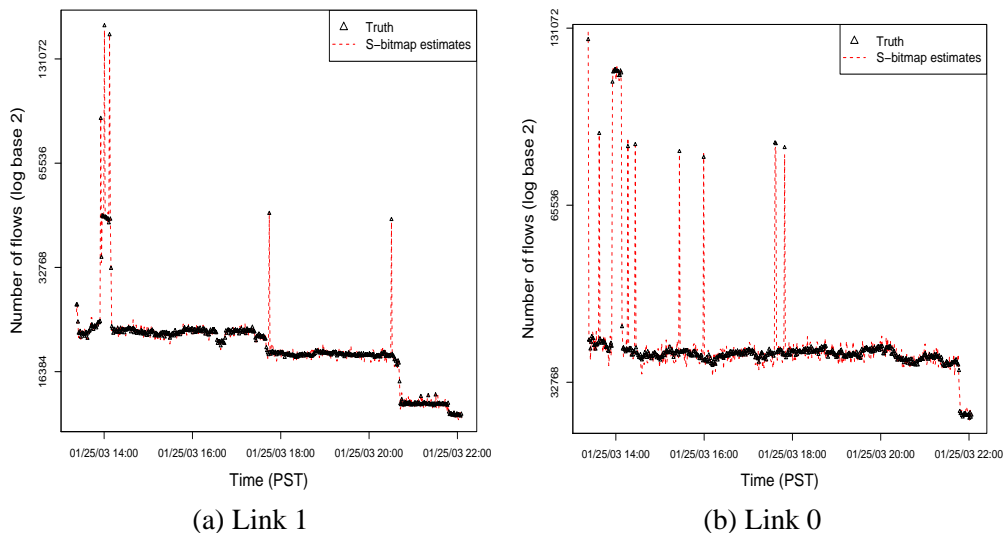 Truth
S-bitmap estimates
Number of flows (log base 2)
131072
65536
32768
16384
01/25/03 14:00
01/25/03 16:00
01/25/03 18:00
01/25/03 20:00
01/25/03 22:00
Time (PST)
(a) Link 1
Truth
S-bitmap estimates
Number of flows (log base 2)
131072
65536
32768
01/25/03 14:00
01/25/03 16:00
01/25/03 18:00
01/25/03 20:00
01/25/03 22:00
Time (PST)
(b) Link 0